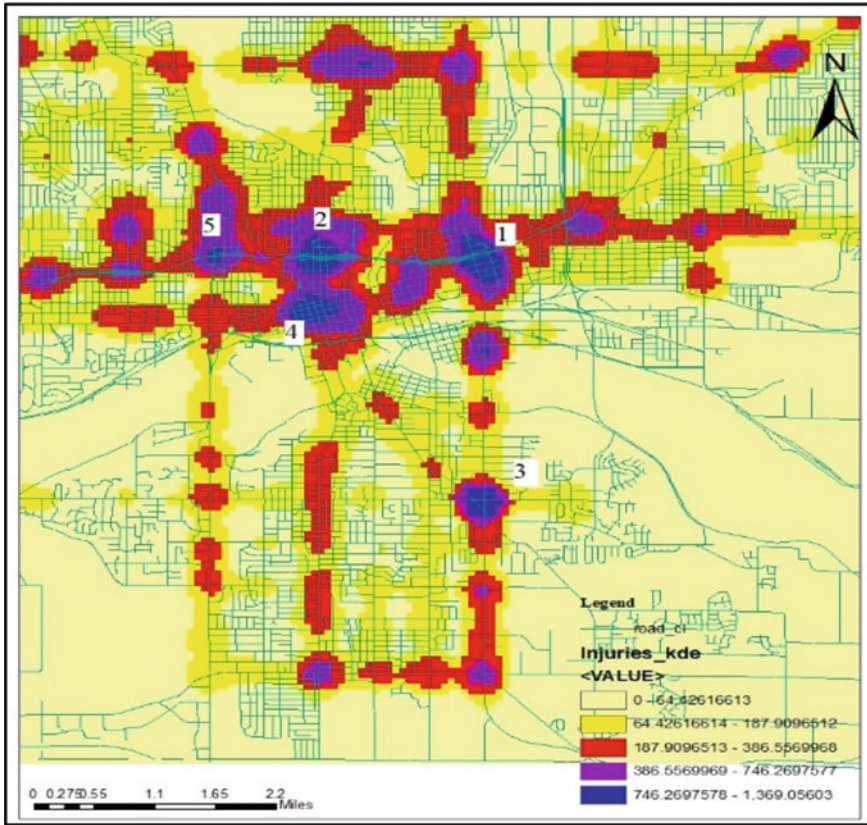 N
5
2
1
4
3
Legend
road_cl
Injuries_kde
<VALUE>
0 - 64.42616613
64.42616614 - 187.9096512
187.9096513 - 386.5569968
386.5569969 - 746.2697577
746.2697578 - 1,369.05603
0 0.275 0.55 1.1 1.65 2.2
Miles